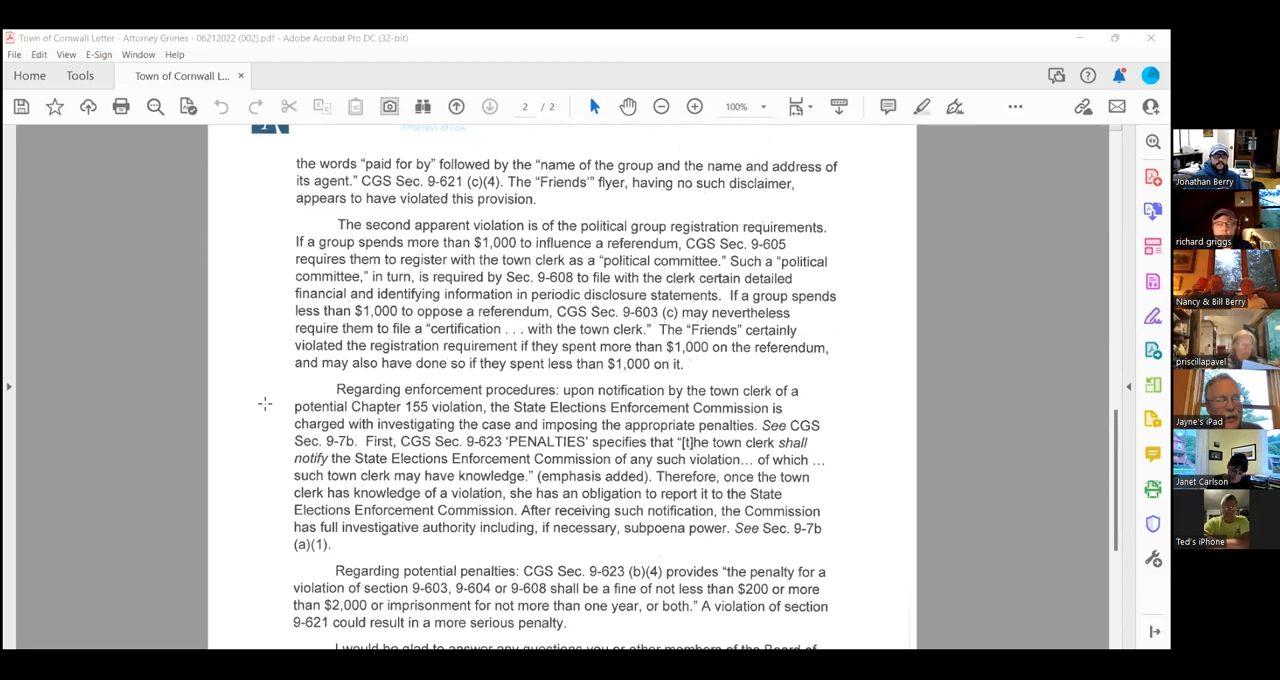 Town of Cornwall Letter - Attorney Grimes - 06212022 (002).pdf - Adobe Acrobat Pro DC (32-bit)
File Edit View E-Sign Window Help
Home Tools Town of Cornwall L... ×
2 / 2 100%
Attorneys at Law
the words “paid for by” followed by the “name of the group and the name and address of
its agent.” CGS Sec. 9-621 (c)(4). The “Friends’” flyer, having no such disclaimer,
appears to have violated this provision.
The second apparent violation is of the political group registration requirements.
If a group spends more than $1,000 to influence a referendum, CGS Sec. 9-605
requires them to register with the town clerk as a “political committee.” Such a “political
committee,” in turn, is required by Sec. 9-608 to file with the clerk certain detailed
financial and identifying information in periodic disclosure statements. If a group spends
less than $1,000 to oppose a referendum, CGS Sec. 9-603 (c) may nevertheless
require them to file a “certification . . . with the town clerk.” The “Friends” certainly
violated the registration requirement if they spent more than $1,000 on the referendum,
and may also have done so if they spent less than $1,000 on it.
Regarding enforcement procedures: upon notification by the town clerk of a
potential Chapter 155 violation, the State Elections Enforcement Commission is
charged with investigating the case and imposing the appropriate penalties. See CGS
Sec. 9-7b. First, CGS Sec. 9-623 ‘PENALTIES’ specifies that “[t]he town clerk shall
notify the State Elections Enforcement Commission of any such violation… of which …
such town clerk may have knowledge.” (emphasis added). Therefore, once the town
clerk has knowledge of a violation, she has an obligation to report it to the State
Elections Enforcement Commission. After receiving such notification, the Commission
has full investigative authority including, if necessary, subpoena power. See Sec. 9-7b
(a)(1).
Regarding potential penalties: CGS Sec. 9-623 (b)(4) provides “the penalty for a
violation of section 9-603, 9-604 or 9-608 shall be a fine of not less than $200 or more
than $2,000 or imprisonment for not more than one year, or both.” A violation of section
9-621 could result in a more serious penalty.
I would be glad to answer any questions you or other members of the Board of
Jonathan Berry
richard griggs
Nancy & Bill Berry
priscillapavel
Jayne's iPad
Janet Carlson
Ted's iPhone